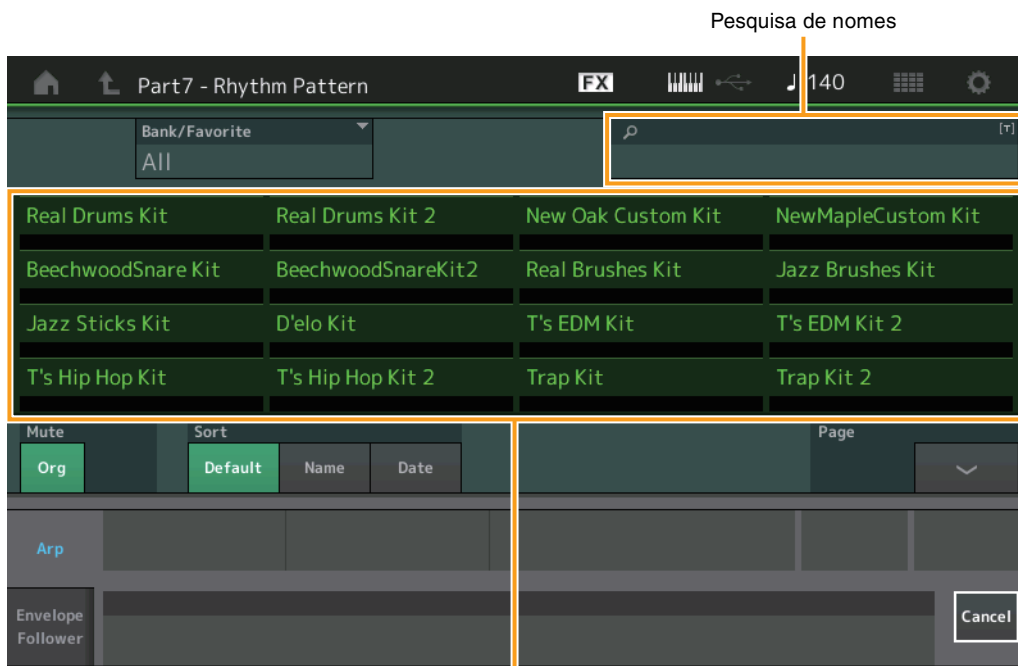 Pesquisa de nomes
Part7 - Rhythm Pattern FX ♩ 140
Bank/Favorite [T]
All
Real Drums Kit Real Drums Kit 2 New Oak Custom Kit NewMapleCustom Kit
BeechwoodSnare Kit BeechwoodSnareKit2 Real Brushes Kit Jazz Brushes Kit
Jazz Sticks Kit D'elo Kit T's EDM Kit T's EDM Kit 2
T's Hip Hop Kit T's Hip Hop Kit 2 Trap Kit Trap Kit 2
Mute Sort Page
Org Default Name Date
Arp
Envelope Cancel
Follower